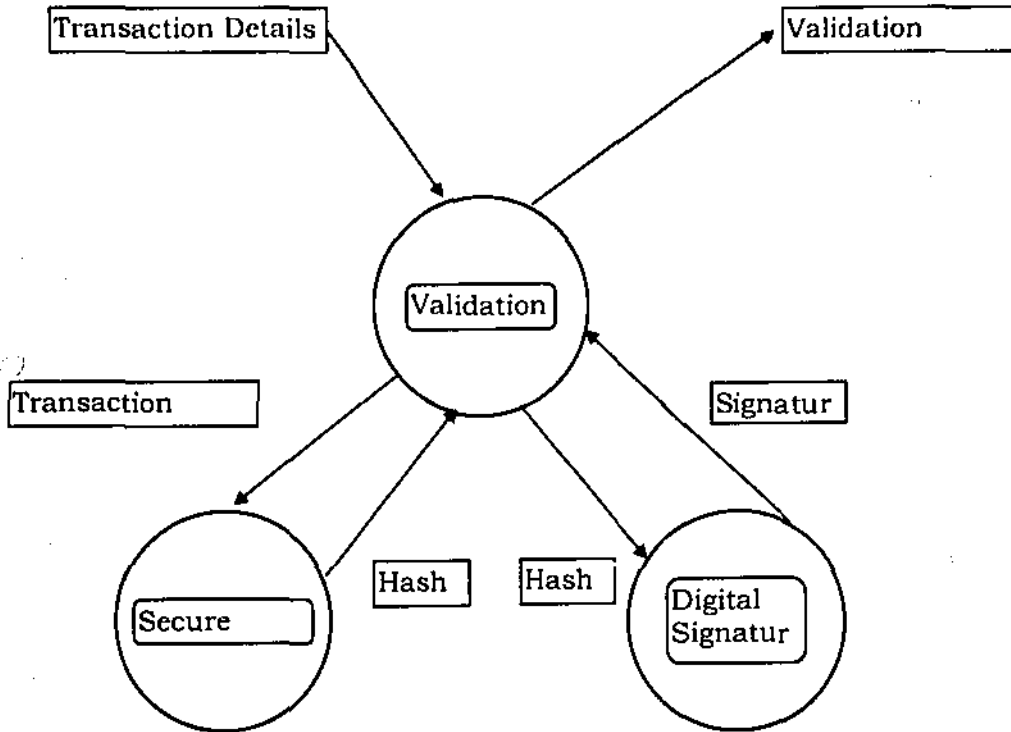 Transaction Details
Validation
Validation
Transaction
Signatur
Hash
Hash
Secure
Digital
Signatur